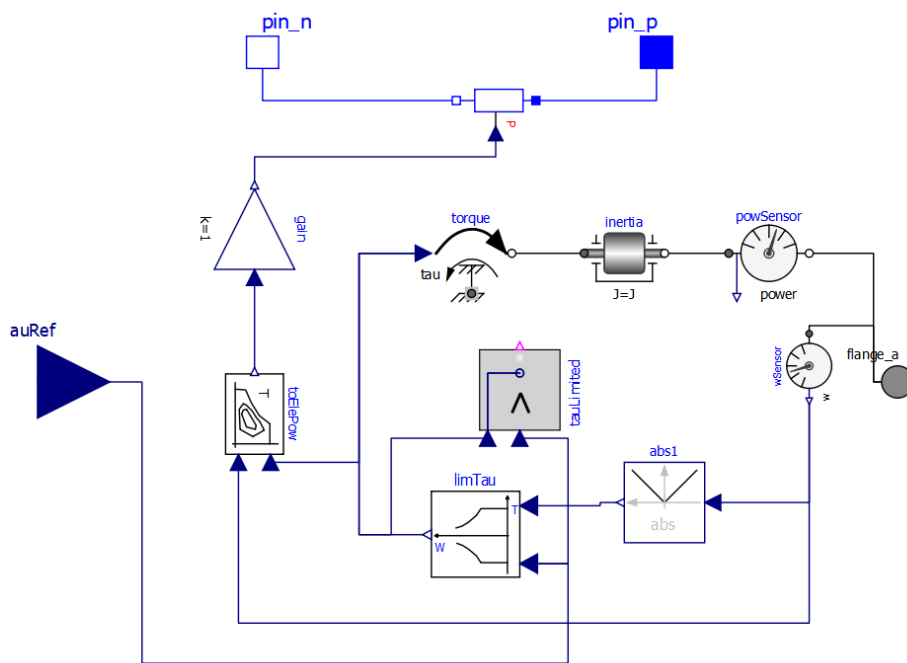 pin_n
pin_p
P
gain
k=1
torque
inertia
powSensor
tau
J=J
power
auRef
toElePow
T
tauLimited
<
wSensor
w
flange_a
limTau
T
W
abs1
abs